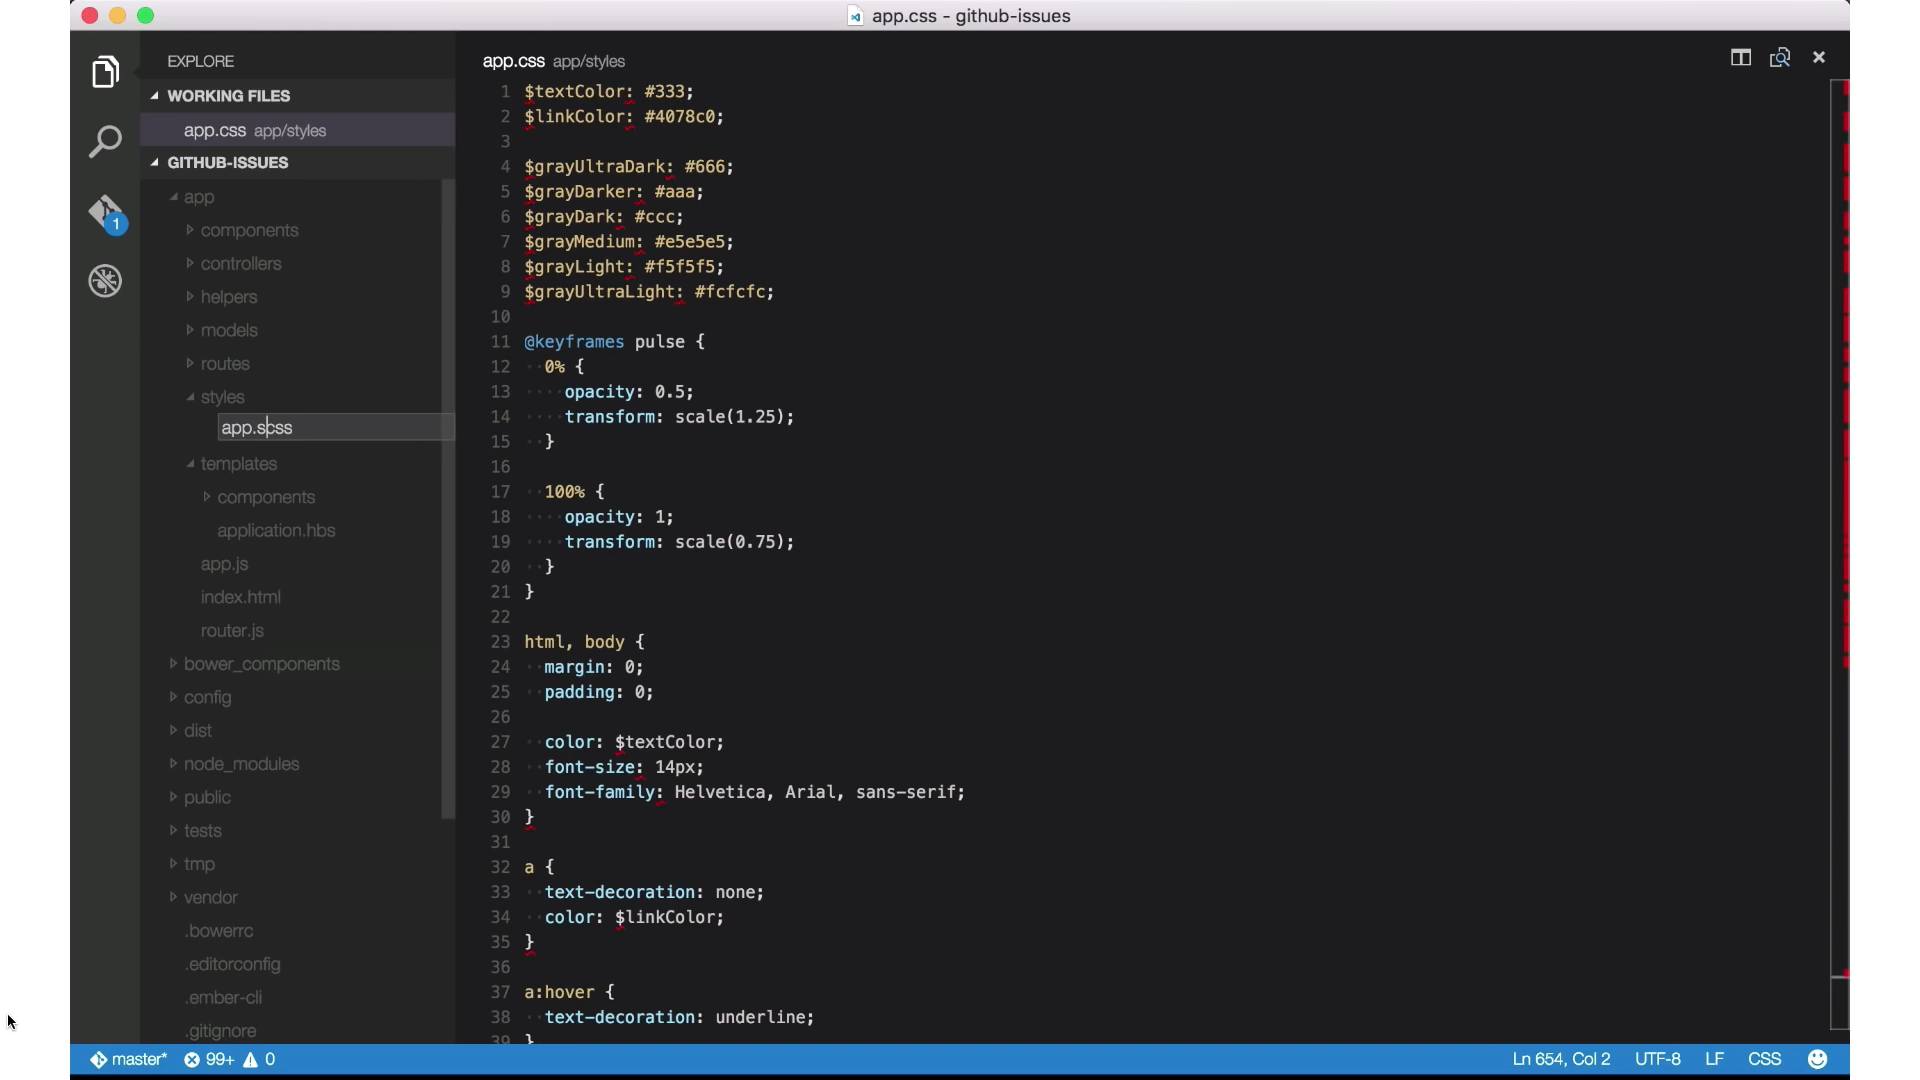 app.css - github-issues
EXPLORE
WORKING FILES
app.css app/styles
GITHUB-ISSUES
app
components
controllers
helpers
models
routes
styles
app.scss
templates
components
application.hbs
app.js
index.html
router.js
bower_components
config
dist
node_modules
public
tests
tmp
vendor
.bowerrc
.editorconfig
.ember-cli
.gitignore
1
app.css app/styles
1 $textColor: #333;
2 $linkColor: #4078c0;
3
4 $grayUltraDark: #666;
5 $grayDarker: #aaa;
6 $grayDark: #ccc;
7 $grayMedium: #e5e5e5;
8 $grayLight: #f5f5f5;
9 $grayUltraLight: #fcfcfc;
10
11 @keyframes pulse {
12 0% {
13 opacity: 0.5;
14 transform: scale(1.25);
15 }
16
17 100% {
18 opacity: 1;
19 transform: scale(0.75);
20 }
21 }
22
23 html, body {
24 margin: 0;
25 padding: 0;
26
27 color: $textColor;
28 font-size: 14px;
29 font-family: Helvetica, Arial, sans-serif;
30 }
31
32 a {
33 text-decoration: none;
34 color: $linkColor;
35 }
36
37 a:hover {
38 text-decoration: underline;
39 }
master* 99+ 0
Ln 654, Col 2 UTF-8 LF CSS